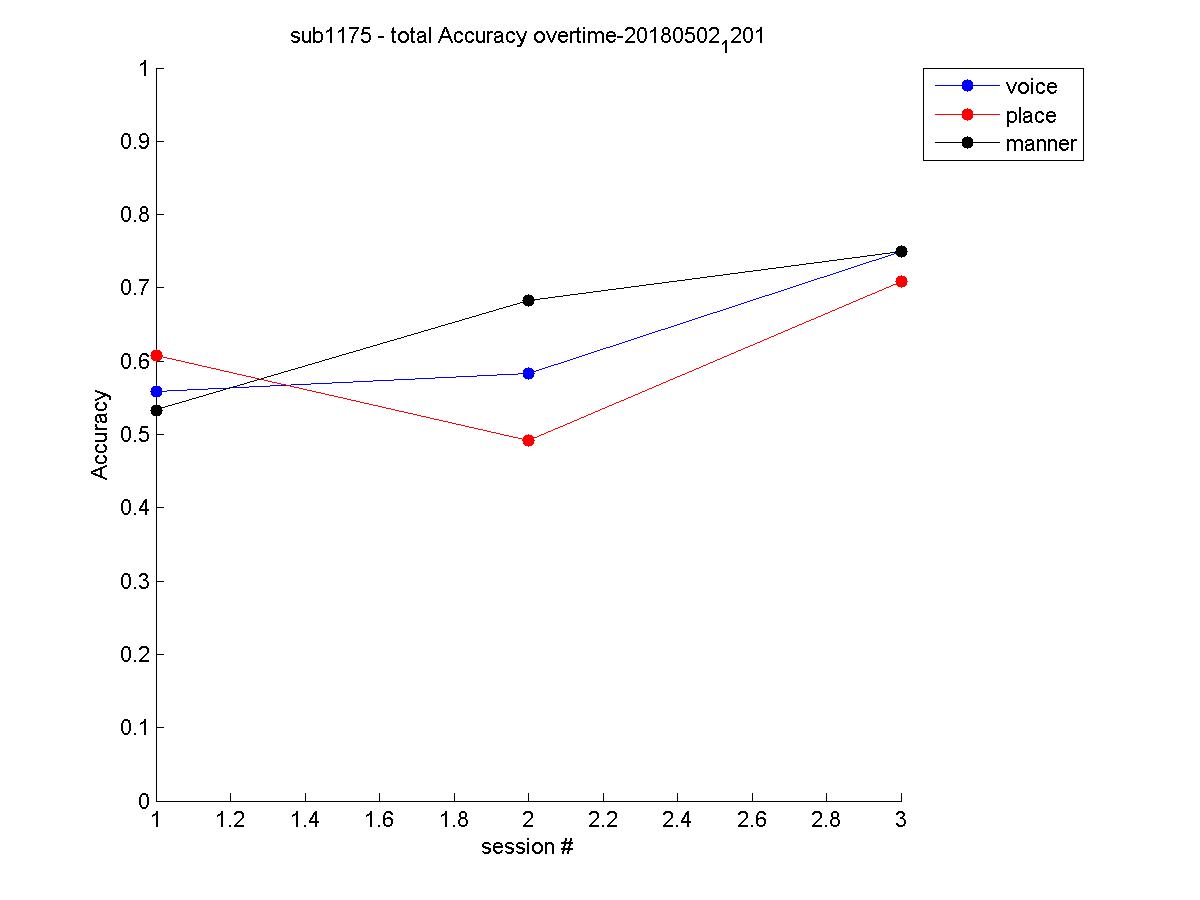 sub1175 - total Accuracy overtime-20180502₁201
voice
place
manner
Accuracy
1
0.9
0.8
0.7
0.6
0.5
0.4
0.3
0.2
0.1
0
1 1.2 1.4 1.6 1.8 2 2.2 2.4 2.6 2.8 3
session #